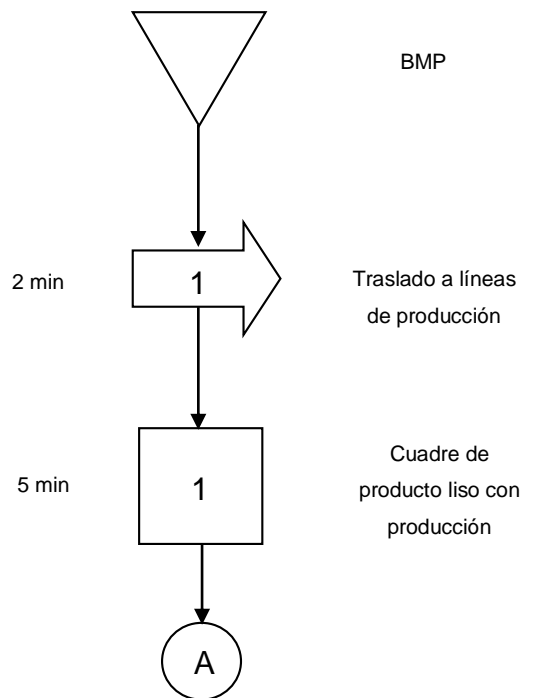 BMP
2 min
1
Traslado a líneas
de producción
5 min
1
Cuadre de
producto liso con
producción
A